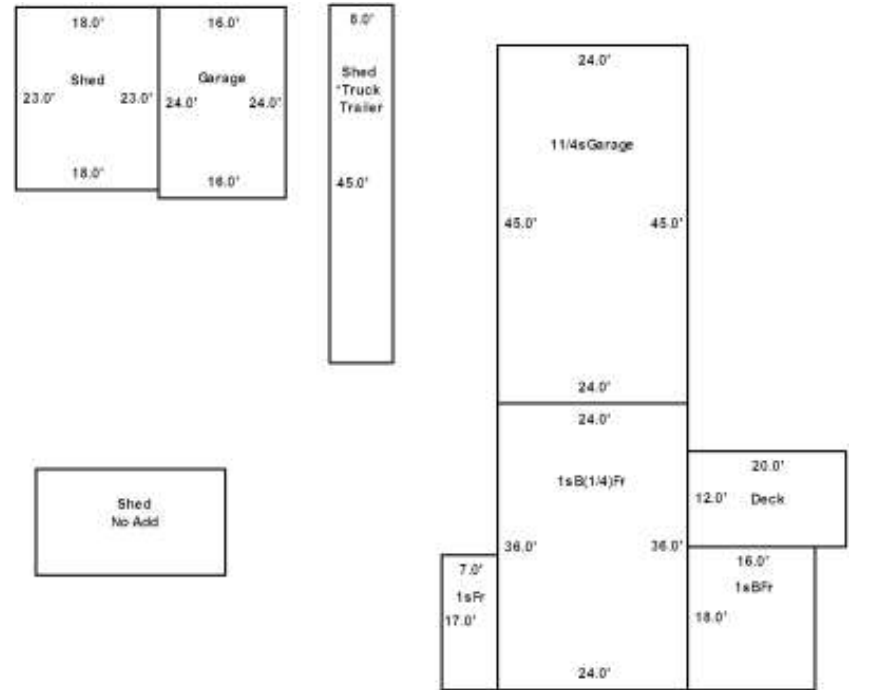 18.0'
Shed
23.0' 23.0'
18.0'
16.0'
Garage
24.0' 24.0'
16.0'
8.0'
Shed
*Truck
Trailer
45.0'
24.0'
11/4sGarage
45.0' 45.0'
24.0'
24.0'
1sB(1/4)Fr
36.0' 36.0'
24.0'
20.0'
12.0' Deck
16.0'
1sBFr
18.0'
7.0'
1sFr
17.0'
Shed
No Add